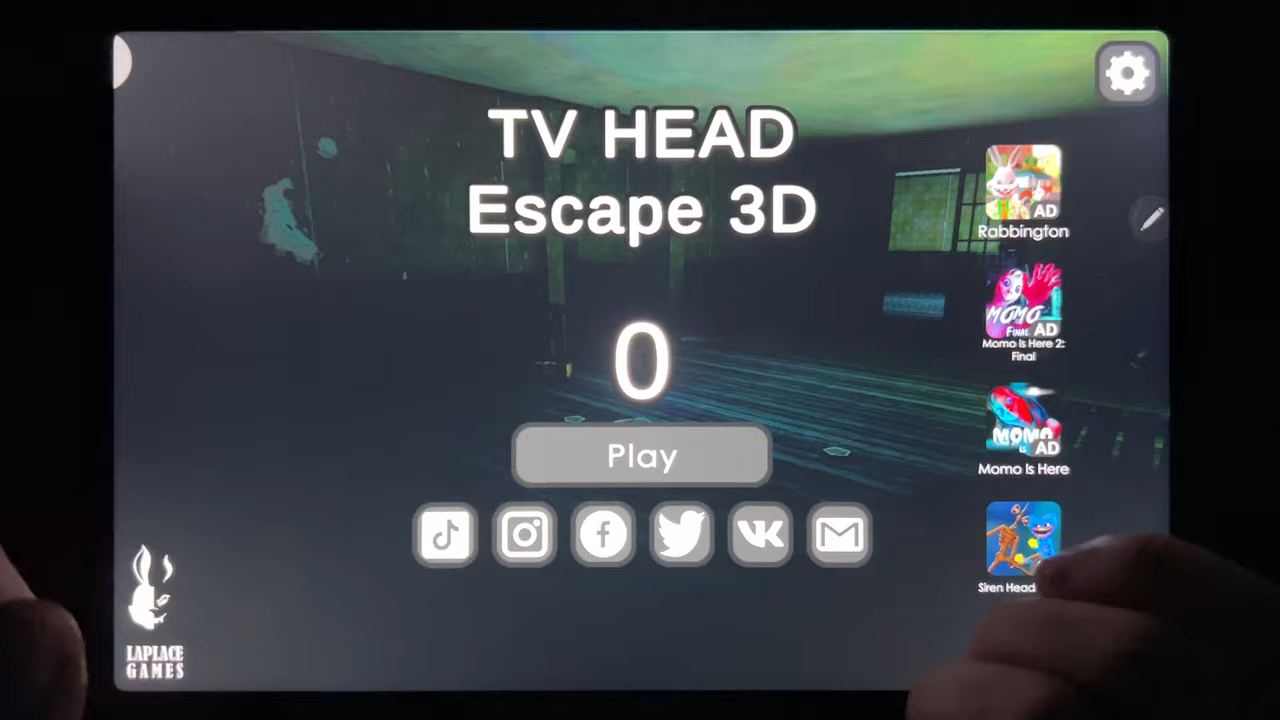 TV HEAD
Escape 3D
0
Play
AD
Rabbington
MOMO
FINAL AD
Momo Is Here 2:
Final
MOMO
AD
Momo Is Here
Siren Head
LAPLACE
GAMES